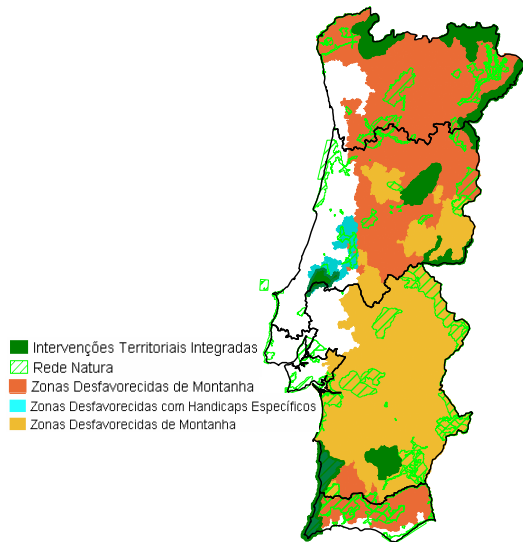 Intervenções Territoriais Integradas
Rede Natura
Zonas Desfavorecidas de Montanha
Zonas Desfavorecidas com Handicaps Específicos
Zonas Desfavorecidas de Montanha